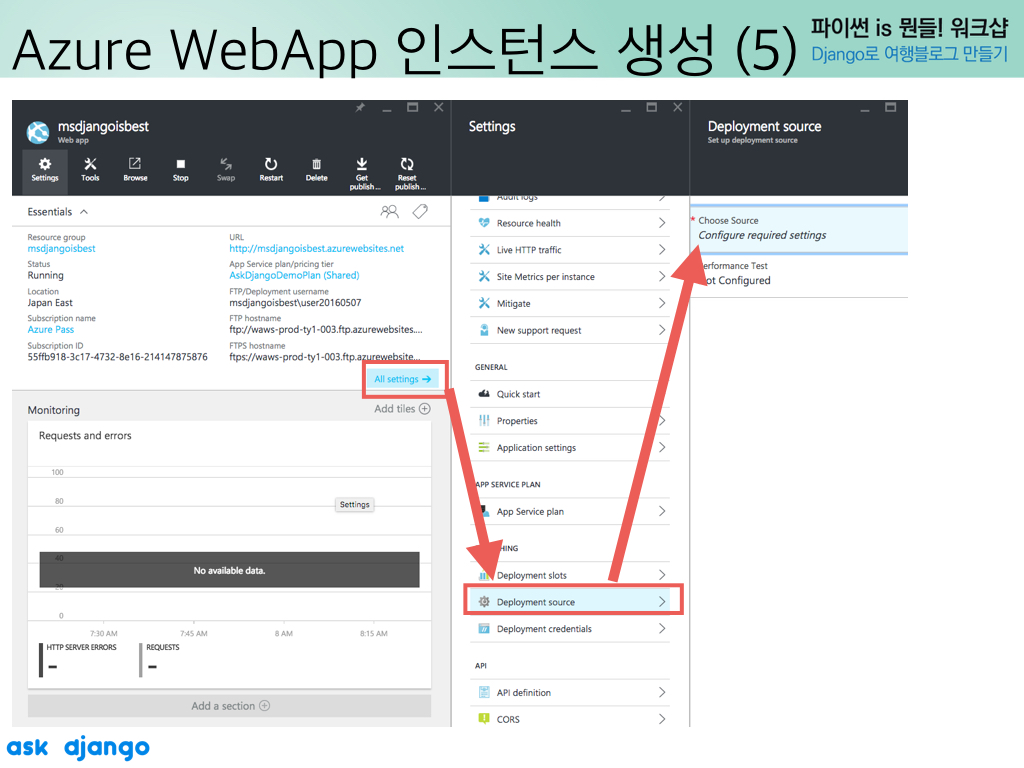 Azure WebApp 인스턴스 생성 (5)
파이썬 is 뭔들! 워크샵
Django로 여행블로그 만들기
msdjangoisbest
Web app
Settings
Tools
Browse
Stop
Swap
Restart
Delete
Get publish...
Reset publish...
Essentials
Resource group
msdjangoisbest
Status
Running
Location
Japan East
Subscription name
Azure Pass
Subscription ID
55ffb918-3c17-4732-8e16-214147875876
URL
http://msdjangoisbest.azurewebsites.net
App Service plan/pricing tier
AskDjangoDemoPlan (Shared)
FTP/Deployment username
msdjangoisbest\user20160507
FTP hostname
ftp://waws-prod-ty1-003.ftp.azurewebsites....
FTPS hostname
ftps://waws-prod-ty1-003.ftp.azurewebsite...
All settings →
Monitoring
Add tiles
Requests and errors
100
80
60
40
20
0
Settings
No available data.
7:30 AM
7:45 AM
8 AM
8:15 AM
HTTP SERVER ERRORS
--
REQUESTS
--
Add a section
Settings
Audit logs
Resource health
Live HTTP traffic
Site Metrics per instance
Mitigate
New support request
GENERAL
Quick start
Properties
Application settings
APP SERVICE PLAN
App Service plan
HING
Deployment slots
Deployment source
Deployment credentials
API
API definition
CORS
Deployment source
Set up deployment source
* Choose Source
Configure required settings
erformance Test
ot Configured
ask django